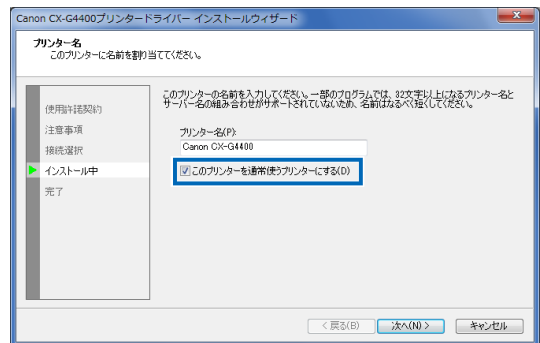 Canon CX-G4400プリンタードライバー インストールウィザード
プリンター名
このプリンターに名前を割り当ててください。
使用許諾契約
注意事項
接続選択
インストール中
完了
このプリンターの名前を入力してください。一部のプログラムでは、32文字以上になるプリンター名と
サーバー名の組み合わせがサポートされていないため、名前はなるべく短くしてください。
プリンター名(P):
Canon CX-G4400
このプリンターを通常使うプリンターにする(D)
< 戻る(B)
次へ(N) >
キャンセル